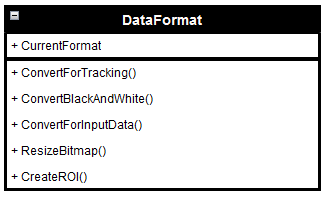 DataFormat
+ CurrentFormat
+ ConvertForTracking()
+ ConvertBlackAndWhite()
+ ConvertForInputData()
+ ResizeBitmap()
+ CreateROI()